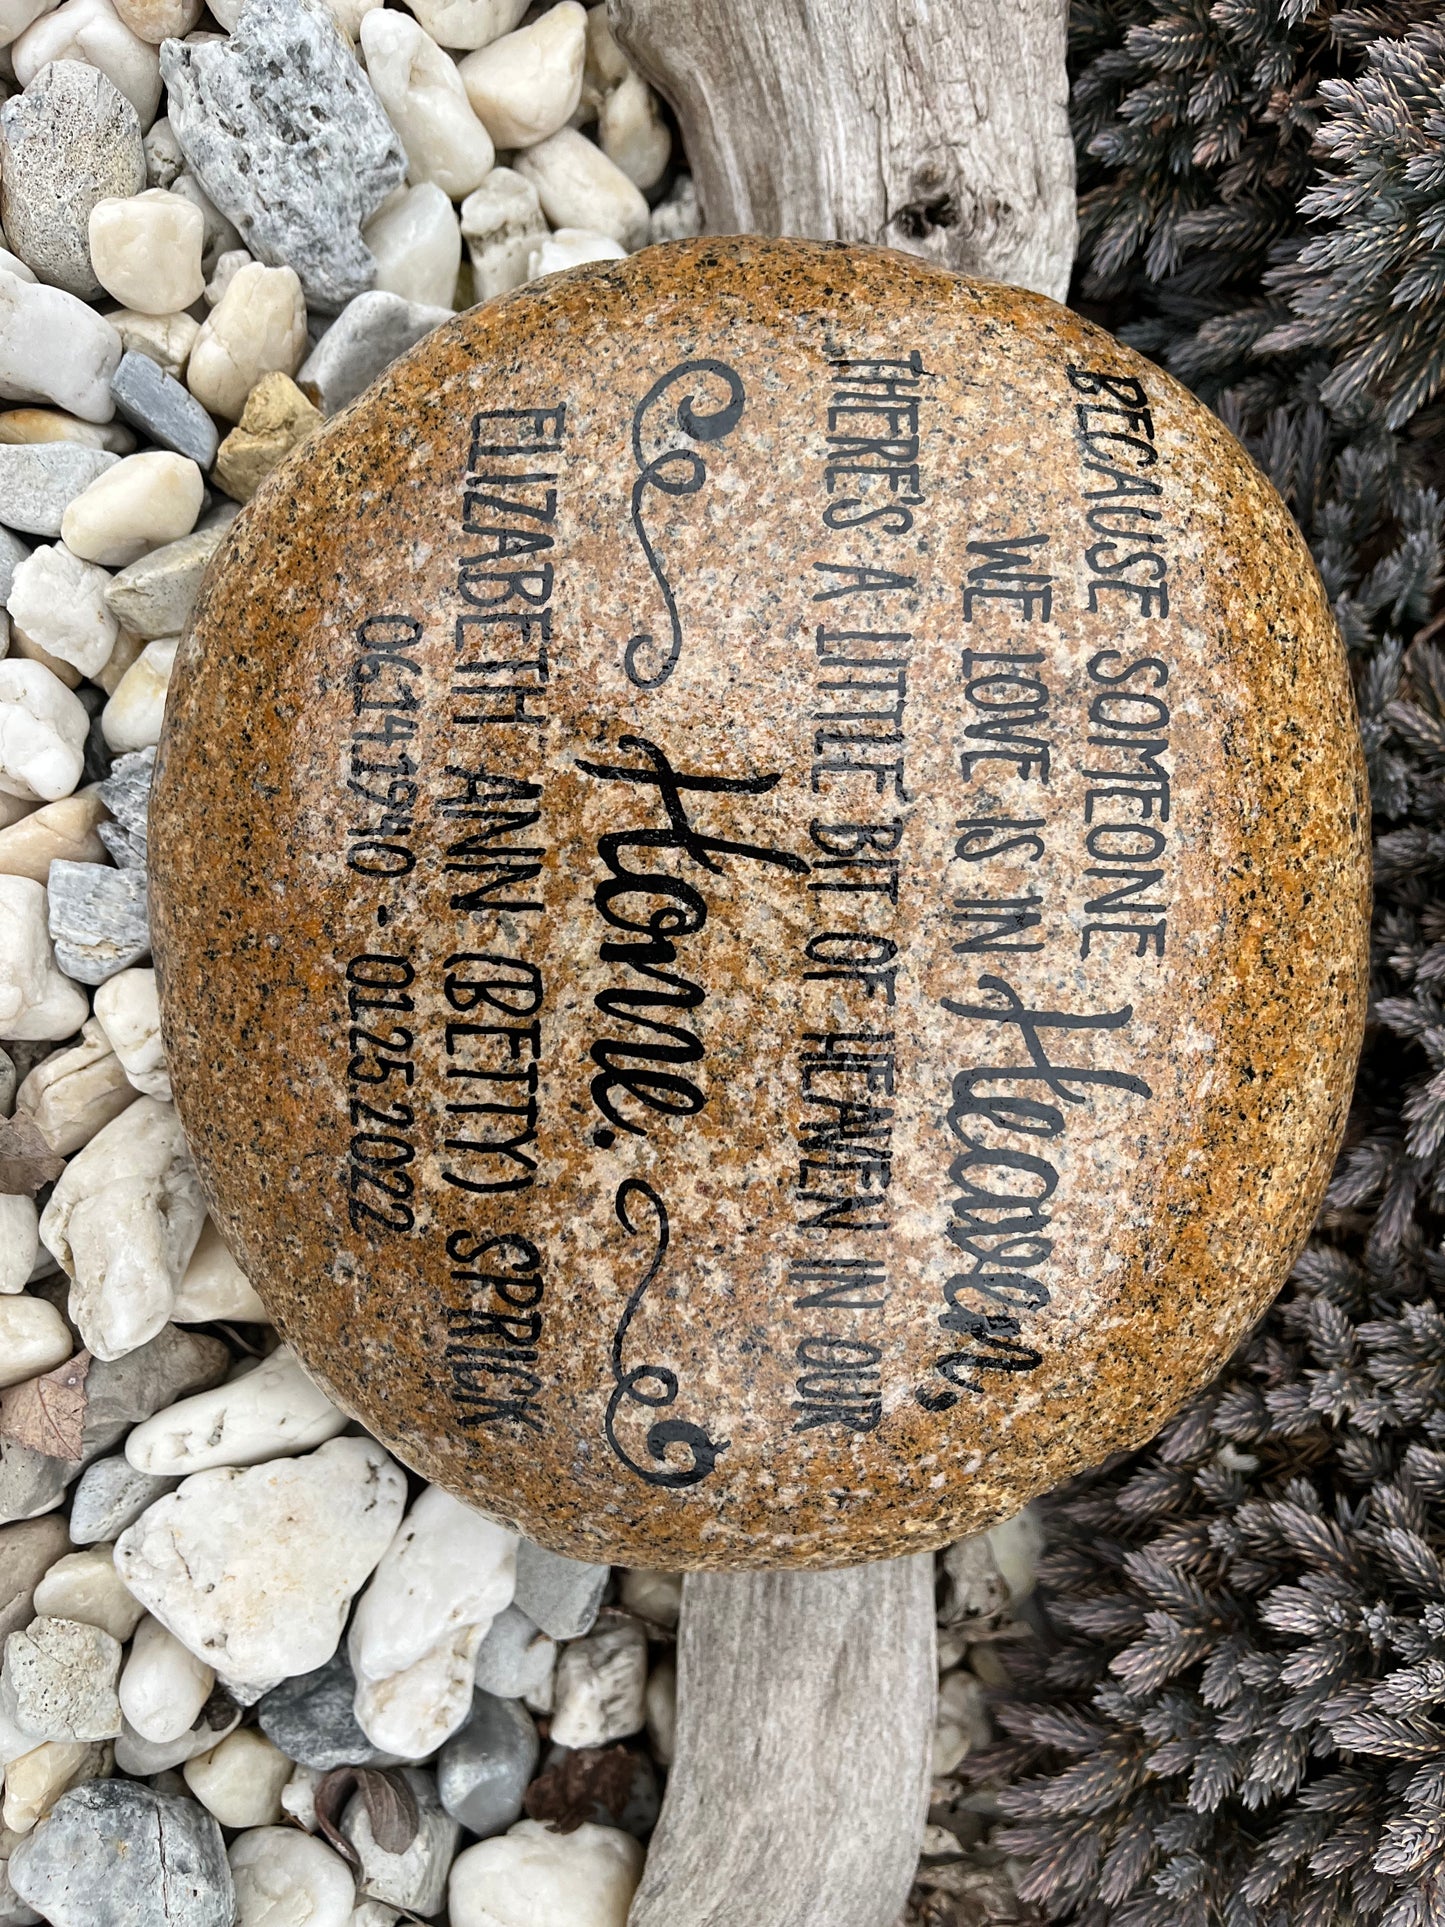 BECAUSE SOMEONE
WE LOVE IS IN Heaven,
THERE'S A LITTLE BIT OF HEAVEN IN OUR
Home.
ELIZABETH ANN (BETTY) SPRICK
06.14.1940 - 01.25.2022